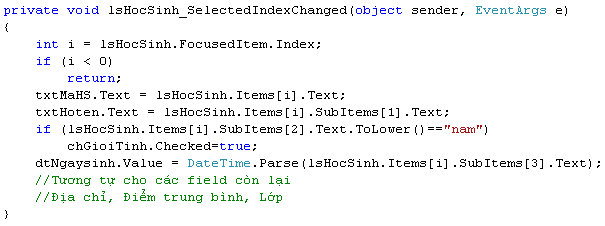 private void lsHocSinh_SelectedIndexChanged(object sender, EventArgs e)
{
    int i = lsHocSinh.FocusedItem.Index;
    if (i < 0)
        return;
    txtMaHS.Text = lsHocSinh.Items[i].Text;
    txtHoten.Text = lsHocSinh.Items[i].SubItems[1].Text;
    if (lsHocSinh.Items[i].SubItems[2].Text.ToLower()=="nam")
        chGioiTinh.Checked=true;
    dtNgaysinh.Value = DateTime.Parse(lsHocSinh.Items[i].SubItems[3].Text);
    //Tương tự cho các field còn lại
    //Địa chỉ, Điểm trung bình, Lớp
}